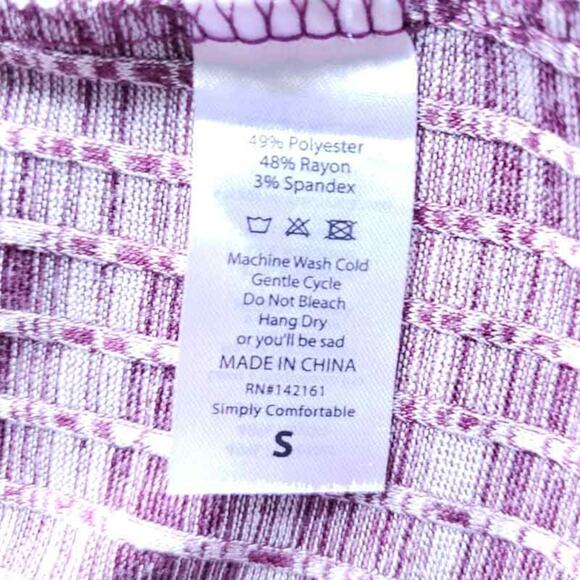 49% Polyester
48% Rayon
3% Spandex
Machine Wash Cold
Gentle Cycle
Do Not Bleach
Hang Dry
or you'll be sad
MADE IN CHINA
RN#142161
Simply Comfortable
S